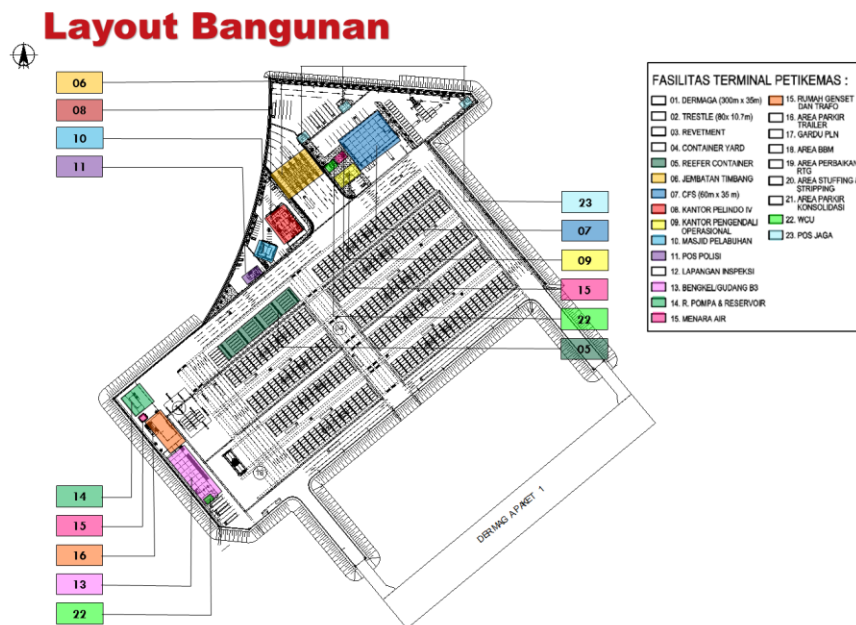 Layout Bangunan
06
08
10
11
23
07
09
15
22
05
14
15
16
13
22
04
DERMAGA PAKET 1
FASILITAS TERMINAL PETIKEMAS :
01. DERMAGA (300m x 35m)
02. TRESTLE (80x 10.7m)
03. REVETMENT
04. CONTAINER YARD
05. REEFER CONTAINER
06. JEMBATAN TIMBANG
07. CFS (60m x 35 m)
08. KANTOR PELINDO IV
09. KANTOR PENGENDALI
OPERASIONAL
10. MASJID PELABUHAN
11. POS POLISI
12. LAPANGAN INSPEKSI
13. BENGKEL/GUDANG B3
14. R. POMPA & RESERVOIR
15. MENARA AIR
15. RUMAH GENSET
DAN TRAFO
16. AREA PARKIR
TRAILER
17. GARDU PLN
18. AREA BBM
19. AREA PERBAIKAN
RTG
20. AREA STUFFING &
STRIPPING
21. AREA PARKIR
KONSOLIDASI
22. WCU
23. POS JAGA